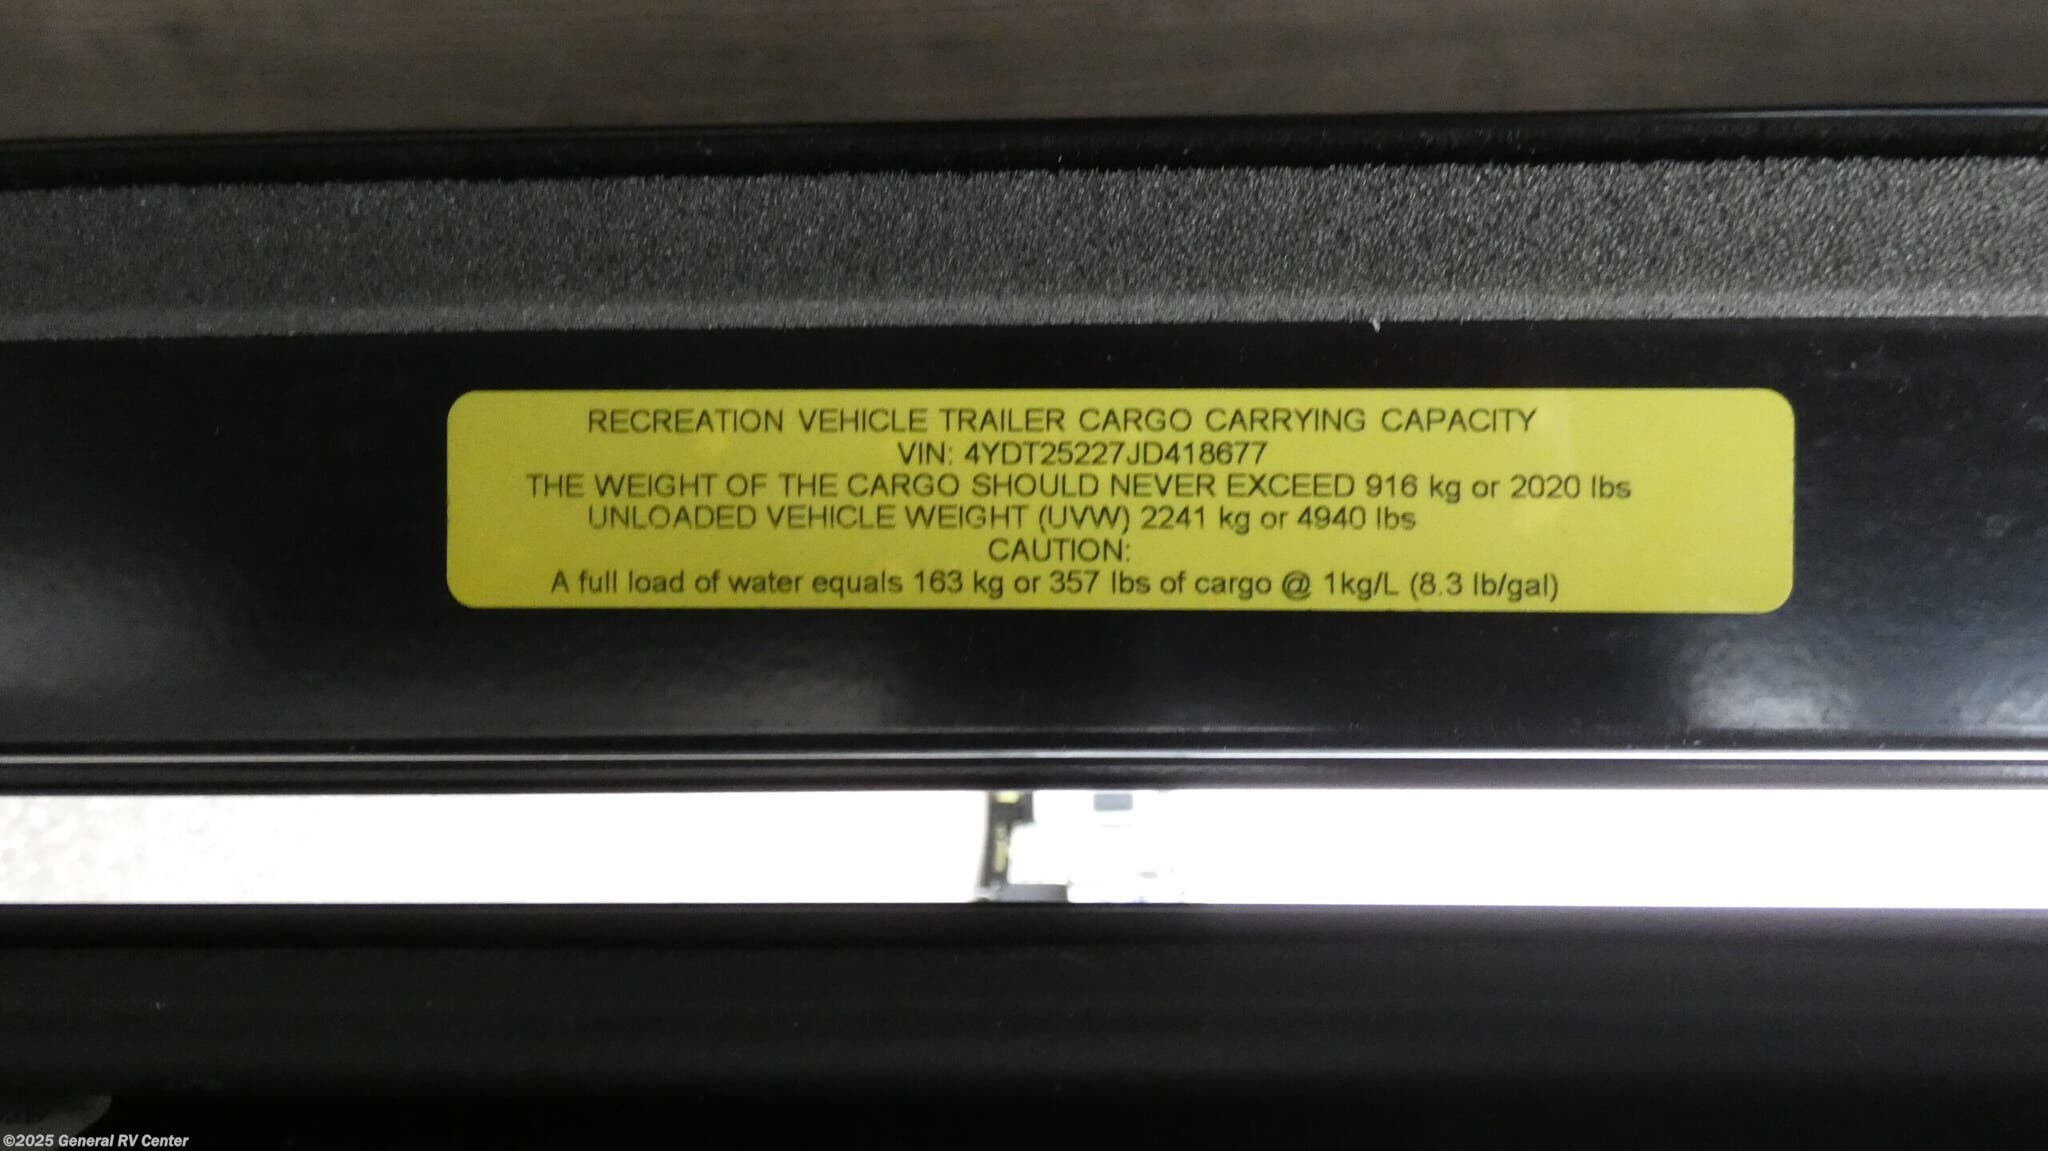 RECREATION VEHICLE TRAILER CARGO CARRYING CAPACITY
VIN: 4YDT25227JD418677
THE WEIGHT OF THE CARGO SHOULD NEVER EXCEED 916 kg or 2020 lbs
UNLOADED VEHICLE WEIGHT (UVW) 2241 kg or 4940 lbs
CAUTION:
A full load of water equals 163 kg or 357 lbs of cargo @ 1kg/L (8.3 lb/gal)
©2025 General RV Center